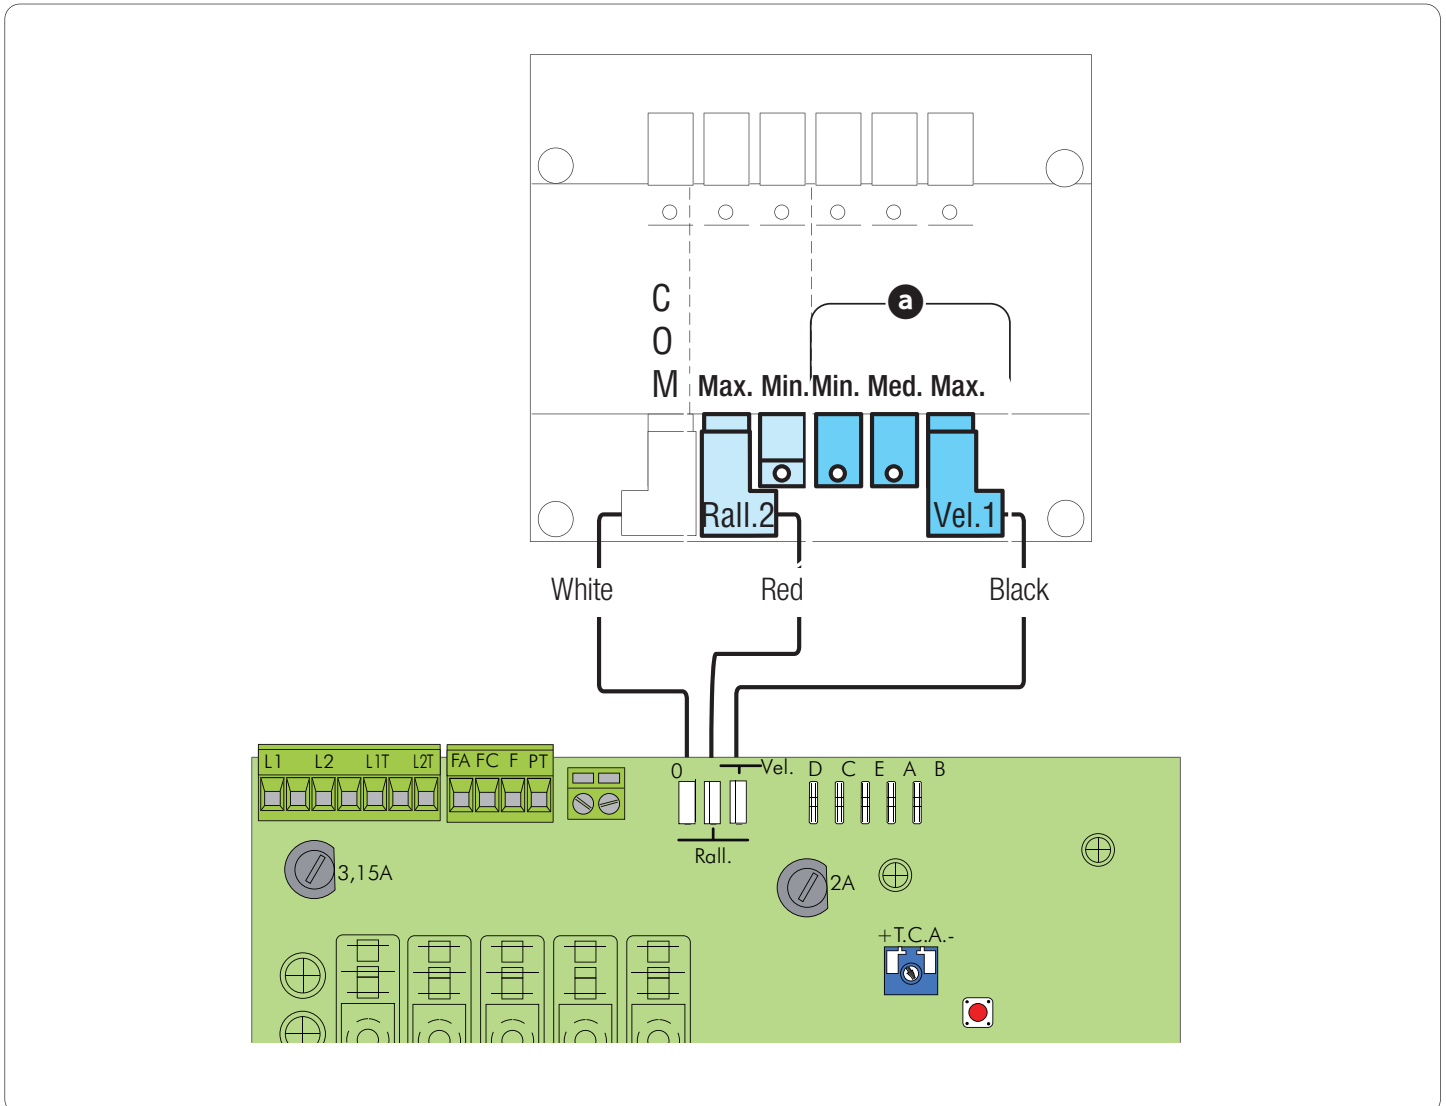 C
O
M
a
Max. Min. Min. Med. Max.
Rall.2
Vel.1
White
Red
Black
L1 L2 L1T L2T
FA FC F PT
0
Vel.
D C E A B
Rall.
3,15A
2A
+T.C.A.-